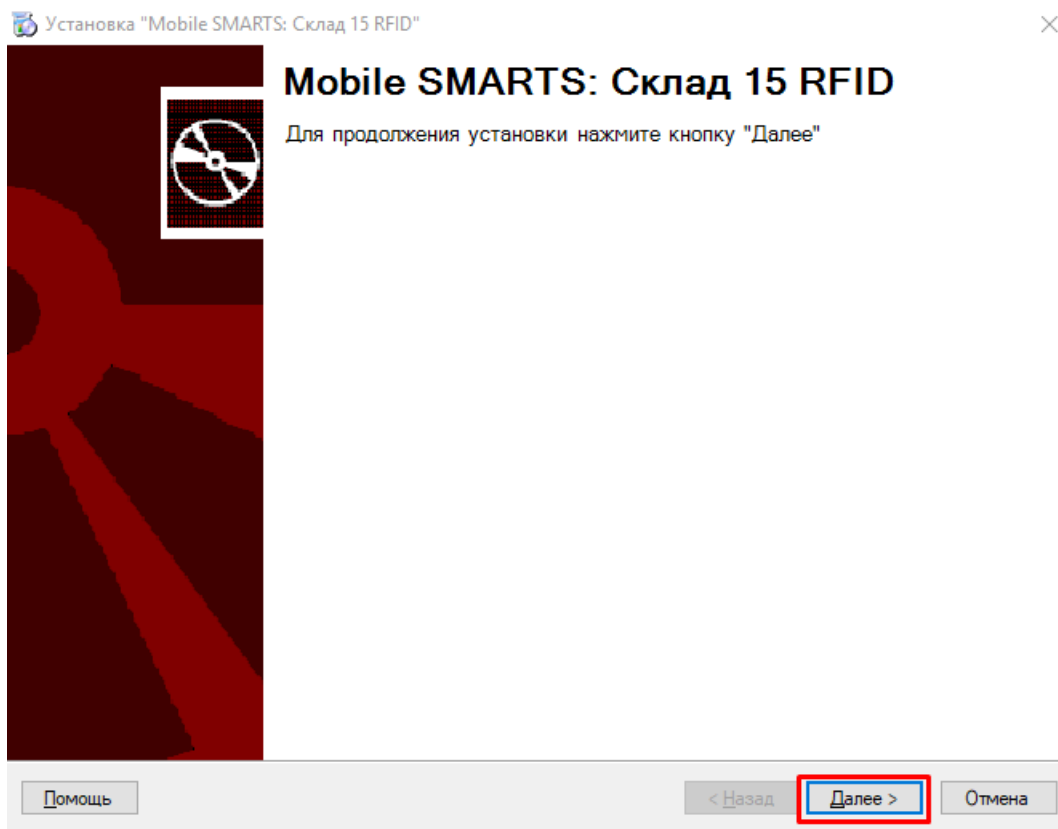 Установка "Mobile SMARTS: Склад 15 RFID"
Mobile SMARTS: Склад 15 RFID
Для продолжения установки нажмите кнопку "Далее"
Помощь
< Назад
Далее >
Отмена